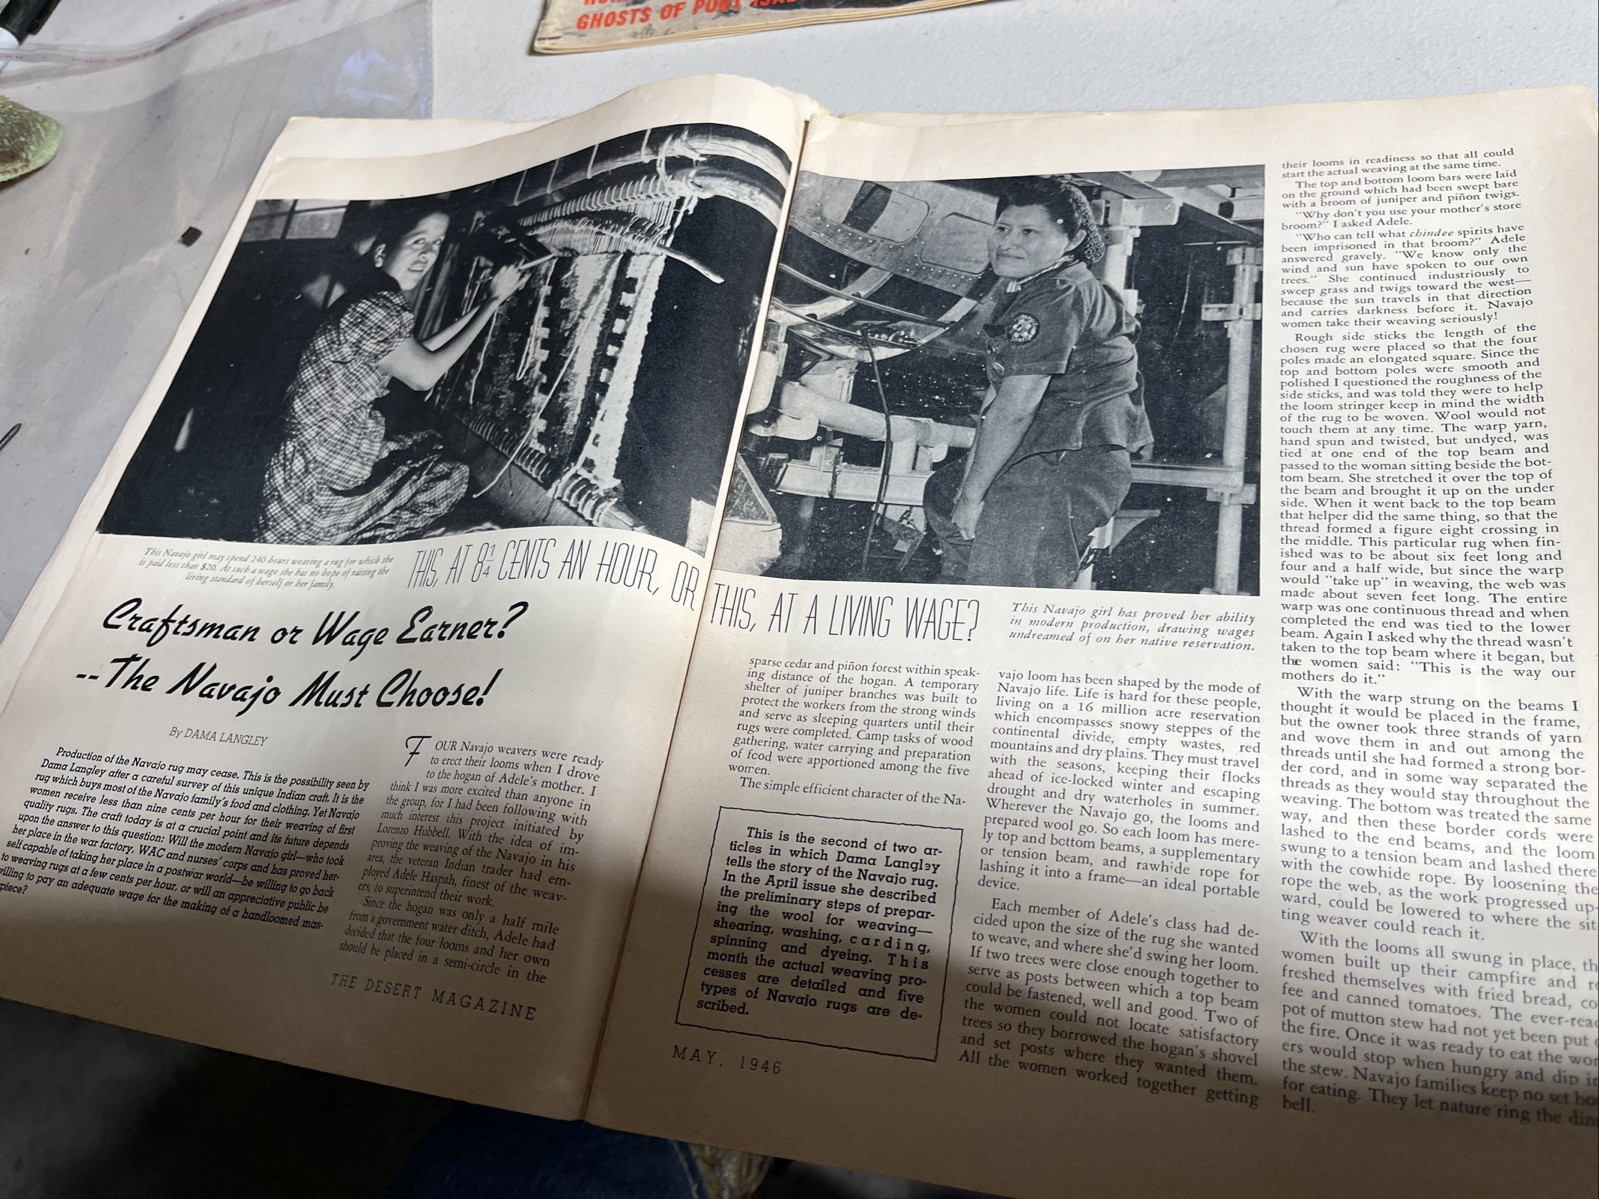 GHOSTS OF
This Navajo girl may spend 240 hours weaving a rug for which she
is paid less than $20. At such a wage she has no hope of raising the
living standard of herself or her family.
THIS, AT 8¾ CENTS AN HOUR, OR
THIS, AT A LIVING WAGE?
This Navajo girl has proved her ability
in modern production, drawing wages
undreamed of on her native reservation.
Craftsman or Wage Earner?
--The Navajo Must Choose!
By DAMA LANGLEY
Production of the Navajo rug may cease. This is the possibility seen by
Dama Langley after a careful survey of this unique Indian craft. It is the
rug which buys most of the Navajo family's food and clothing. Yet Navajo
women receive less than nine cents per hour for their weaving of first
quality rugs. The craft today is at a crucial point and its future depends
upon the answer to this question: Will the modern Navajo girl—who took
her place in the war factory, WAC and nurses' corps and has proved her-
self capable of taking her place in a postwar world—be willing to go back
to weaving rugs at a few cents per hour, or will an appreciative public be
willing to pay an adequate wage for the making of a handloomed mas-
piece?
FOUR Navajo weavers were ready
to erect their looms when I drove
to the hogan of Adele's mother. I
think I was more excited than anyone in
the group, for I had been following with
much interest this project initiated by
Lorenzo Hubbell. With the idea of im-
proving the weaving of the Navajo in his
area, the veteran Indian trader had em-
ployed Adele Haspah, finest of the weav-
ers, to superintend their work.
Since the hogan was only a half mile
from a government water ditch, Adele had
decided that the four looms and her own
should be placed in a semi-circle in the
THE DESERT MAGAZINE
sparse cedar and piñon forest within speak-
ing distance of the hogan. A temporary
shelter of juniper branches was built to
protect the workers from the strong winds
and serve as sleeping quarters until their
rugs were completed. Camp tasks of wood
gathering, water carrying and preparation
of food were apportioned among the five
women.
The simple efficient character of the Na-
This is the second of two ar-
ticles in which Dama Langley
tells the story of the Navajo rug.
In the April issue she described
the preliminary steps of prepar-
ing the wool for weaving—
shearing, washing, carding,
spinning and dyeing. This
month the actual weaving pro-
cesses are detailed and five
types of Navajo rugs are de-
scribed.
MAY, 1946
vajo loom has been shaped by the mode of
Navajo life. Life is hard for these people,
living on a 16 million acre reservation
which encompasses snowy steppes of the
continental divide, empty wastes, red
mountains and dry plains. They must travel
with the seasons, keeping their flocks
ahead of ice-locked winter and escaping
drought and dry waterholes in summer.
Wherever the Navajo go, the looms and
prepared wool go. So each loom has mere-
ly top and bottom beams, a supplementary
or tension beam, and rawhide rope for
lashing it into a frame—an ideal portable
device.
Each member of Adele's class had de-
cided upon the size of the rug she wanted
to weave, and where she'd swing her loom.
If two trees were close enough together to
serve as posts between which a top beam
could be fastened, well and good. Two of
the women could not locate satisfactory
trees so they borrowed the hogan's shovel
and set posts where they wanted them.
All the women worked together getting
their looms in readiness so that all could
start the actual weaving at the same time.
The top and bottom loom bars were laid
on the ground which had been swept bare
with a broom of juniper and piñon twigs.
"Why don't you use your mother's store
broom?" I asked Adele.
"Who can tell what chindee spirits have
been imprisoned in that broom?" Adele
answered gravely. "We know only the
wind and sun have spoken to our own
trees." She continued industriously to
sweep grass and twigs toward the west—
because the sun travels in that direction
and carries darkness before it. Navajo
women take their weaving seriously!
Rough side sticks the length of the
chosen rug were placed so that the four
poles made an elongated square. Since the
top and bottom poles were smooth and
polished I questioned the roughness of the
side sticks, and was told they were to help
the loom stringer keep in mind the width
of the rug to be woven. Wool would not
touch them at any time. The warp yarn,
hand spun and twisted, but undyed, was
tied at one end of the top beam and
passed to the woman sitting beside the bot-
tom beam. She stretched it over the top of
the beam and brought it up on the under
side. When it went back to the top beam
that helper did the same thing, so that the
thread formed a figure eight crossing in
the middle. This particular rug when fin-
ished was to be about six feet long and
four and a half wide, but since the warp
would "take up" in weaving, the web was
made about seven feet long. The entire
warp was one continuous thread and when
completed the end was tied to the lower
beam. Again I asked why the thread wasn't
taken to the top beam where it began, but
the women said: "This is the way our
mothers do it."
With the warp strung on the beams I
thought it would be placed in the frame,
but the owner took three strands of yarn
and wove them in and out among the
threads until she had formed a strong bor-
der cord, and in some way separated the
threads as they would stay throughout the
weaving. The bottom was treated the same
way, and then these border cords were
lashed to the end beams, and the loom
swung to a tension beam and lashed there
with the cowhide rope. By loosening the
rope the web, as the work progressed up-
ward, could be lowered to where the sit-
ting weaver could reach it.
With the looms all swung in place, th
women built up their campfire and re
freshed themselves with fried bread, co
fee and canned tomatoes. The ever-rea
pot of mutton stew had not yet been put
the fire. Once it was ready to eat the wor
ers would stop when hungry and dip in
the stew. Navajo families keep no set ho
for eating. They let nature ring the din
bell.